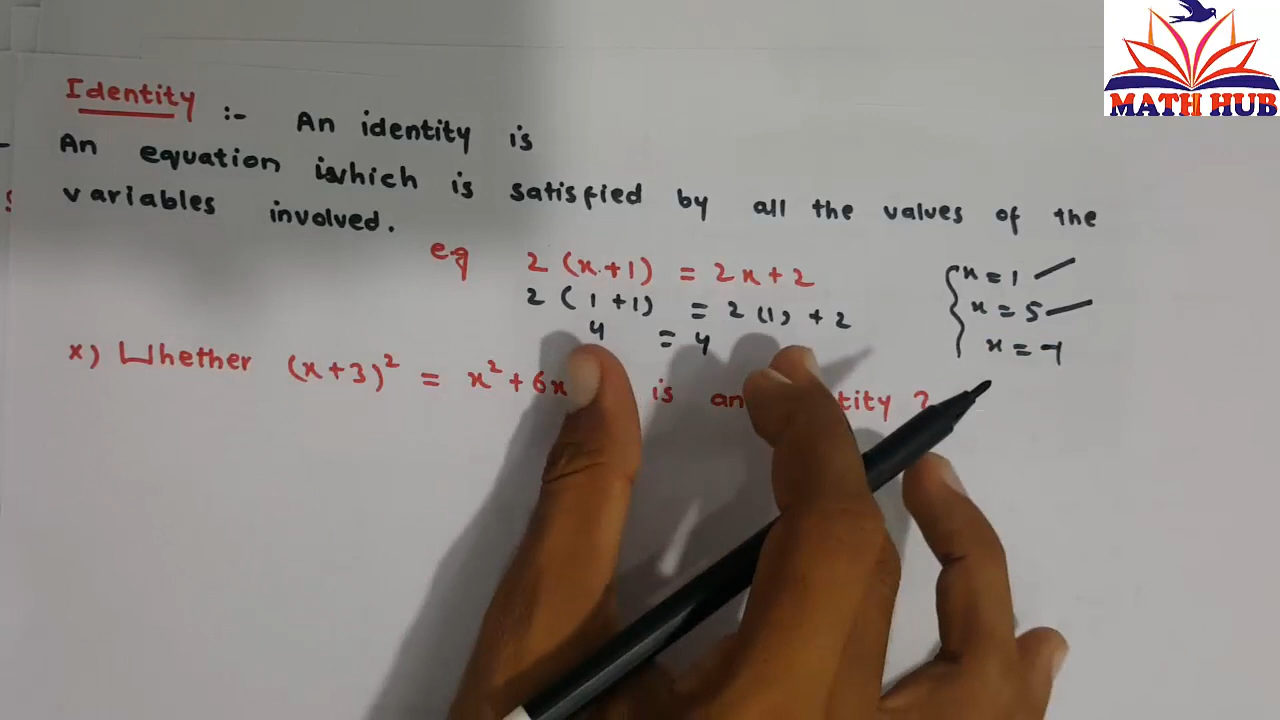 MATH HUB
Identity :- An identity is
An equation which is satisfied by all the values of the
variables involved.
eg 2 (x+1) = 2x+2
2 (1+1) = 2(1) + 2
4 = 4
x = 1
x = 5
x) Whether (x+3)² = x² + 6x is an tity ?